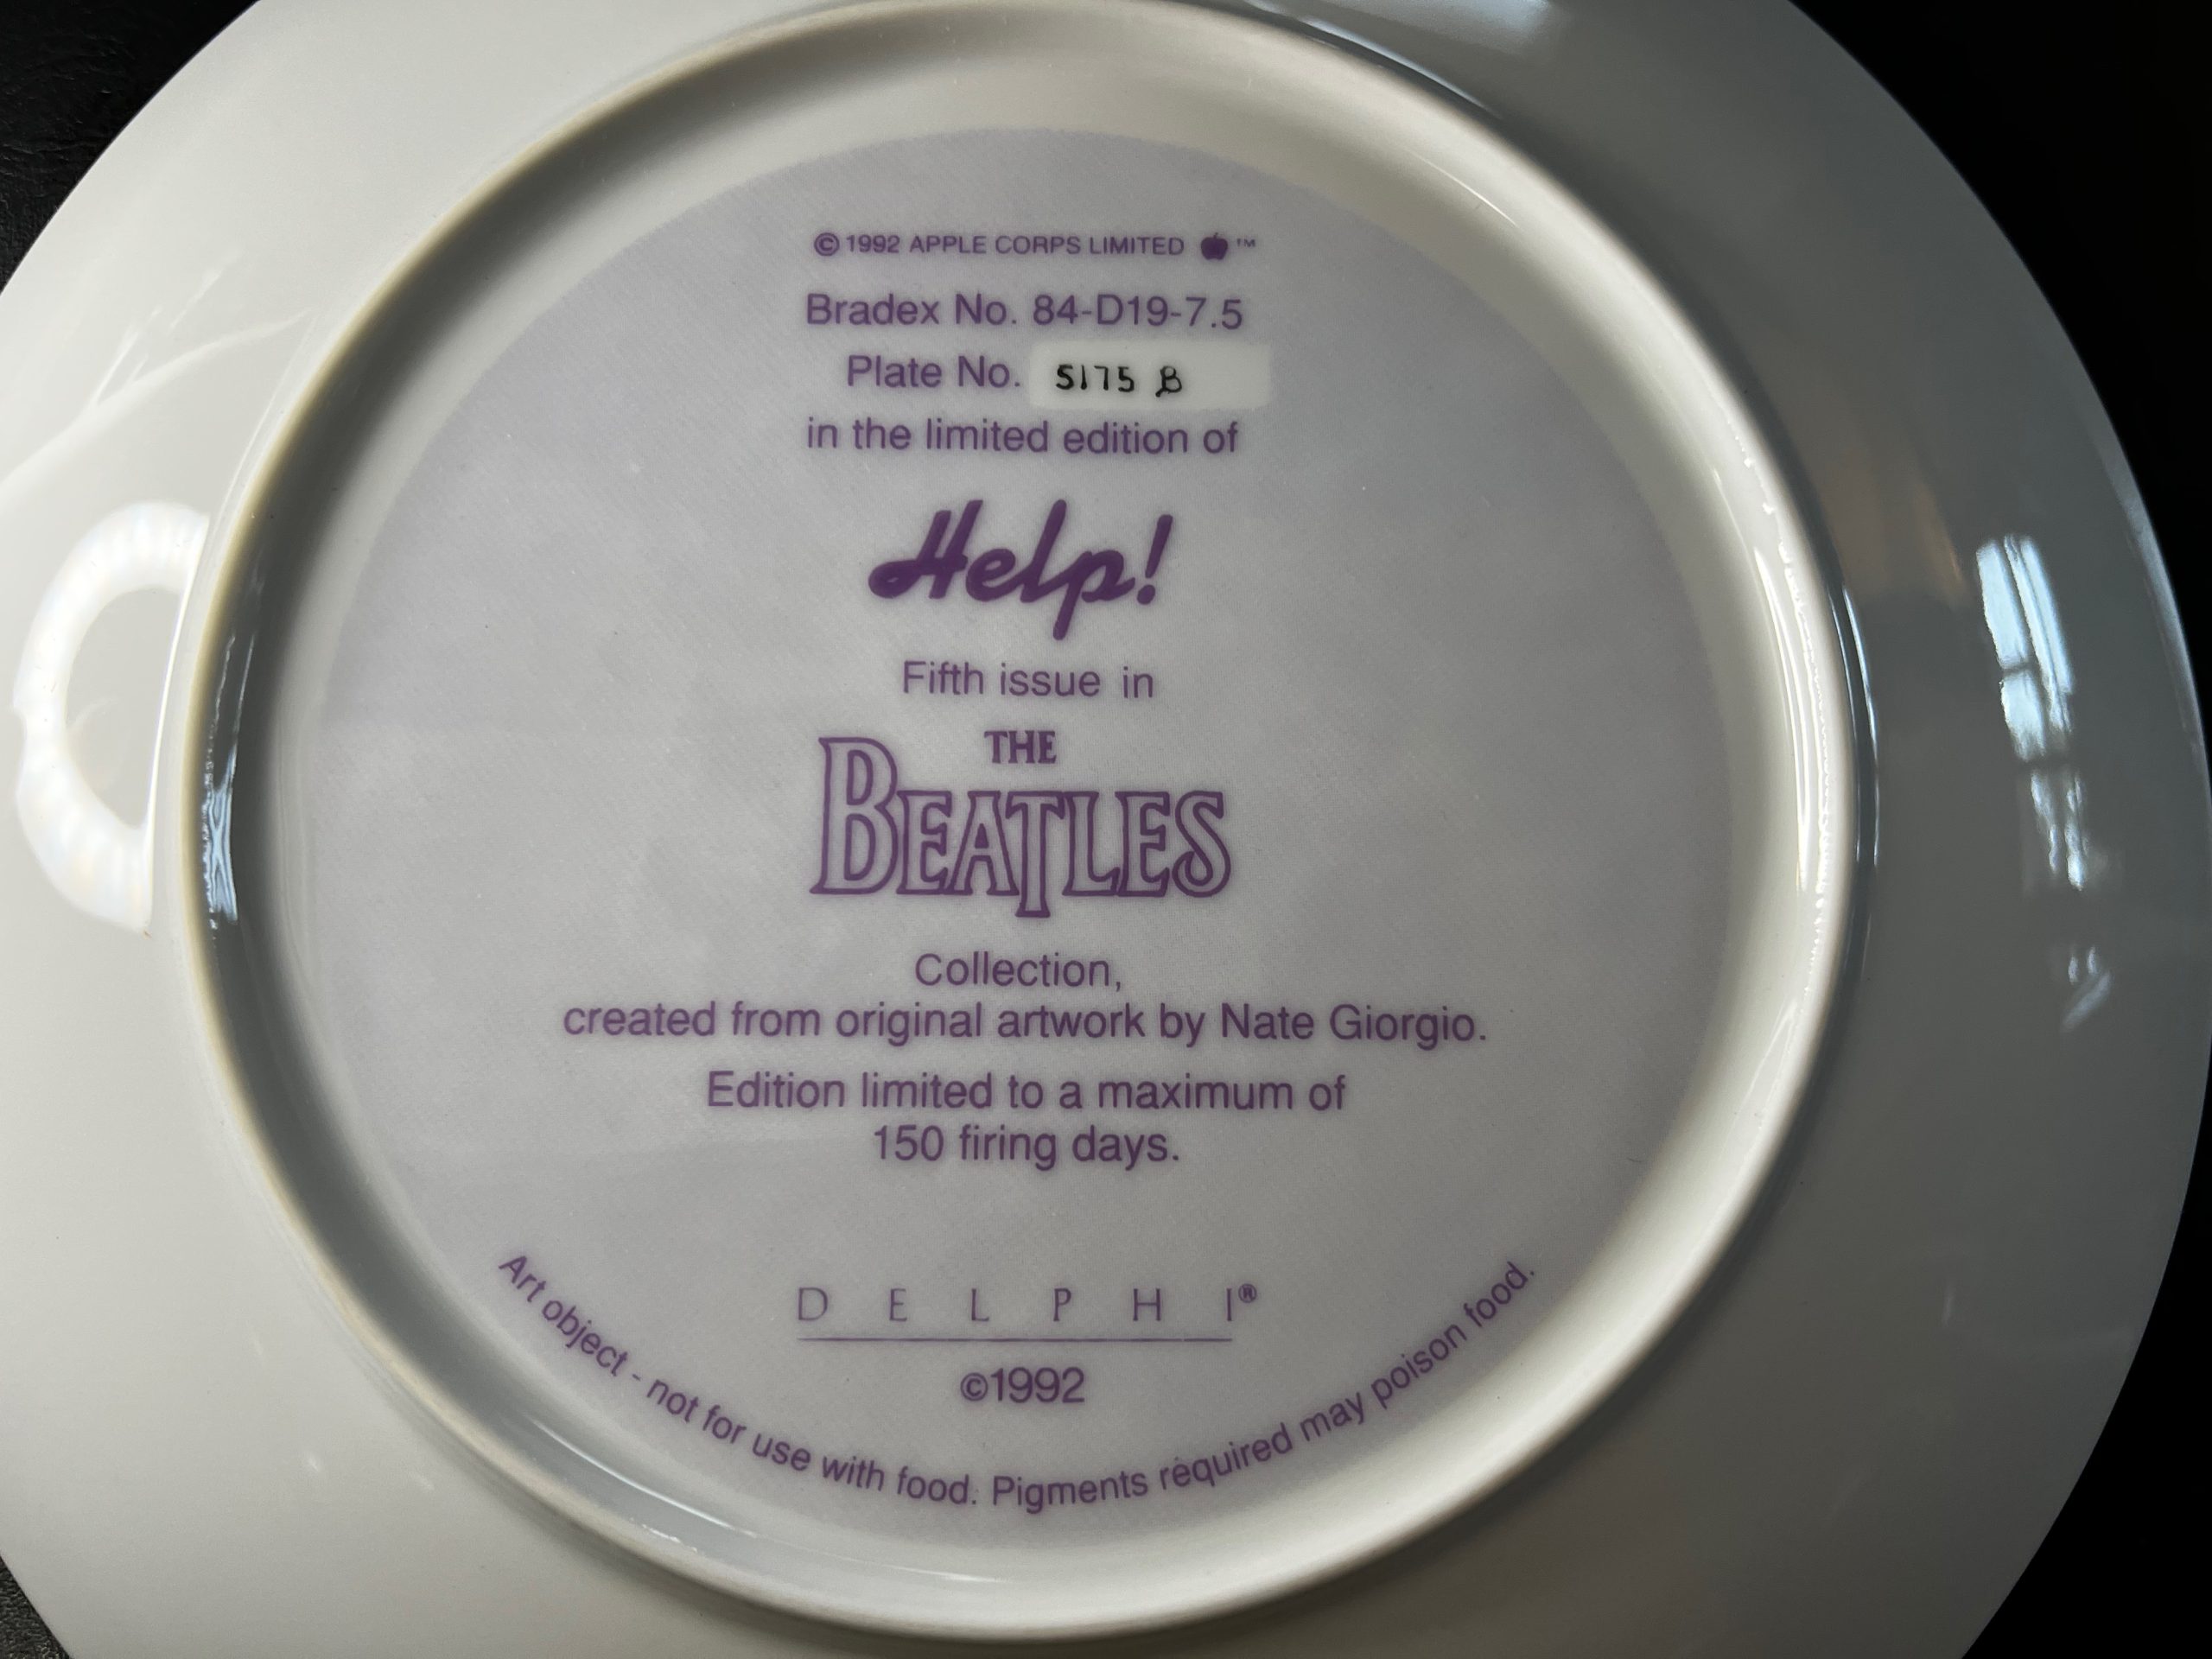 © 1992 APPLE CORPS LIMITED ™
Bradex No. 84-D19-7.5
Plate No. 5175 B
in the limited edition of
Help!
Fifth issue in
THE
BEATLES
Collection,
created from original artwork by Nate Giorgio.
Edition limited to a maximum of
150 firing days.
DELPHI®
©1992
Art object - not for use with food. Pigments required may poison food.